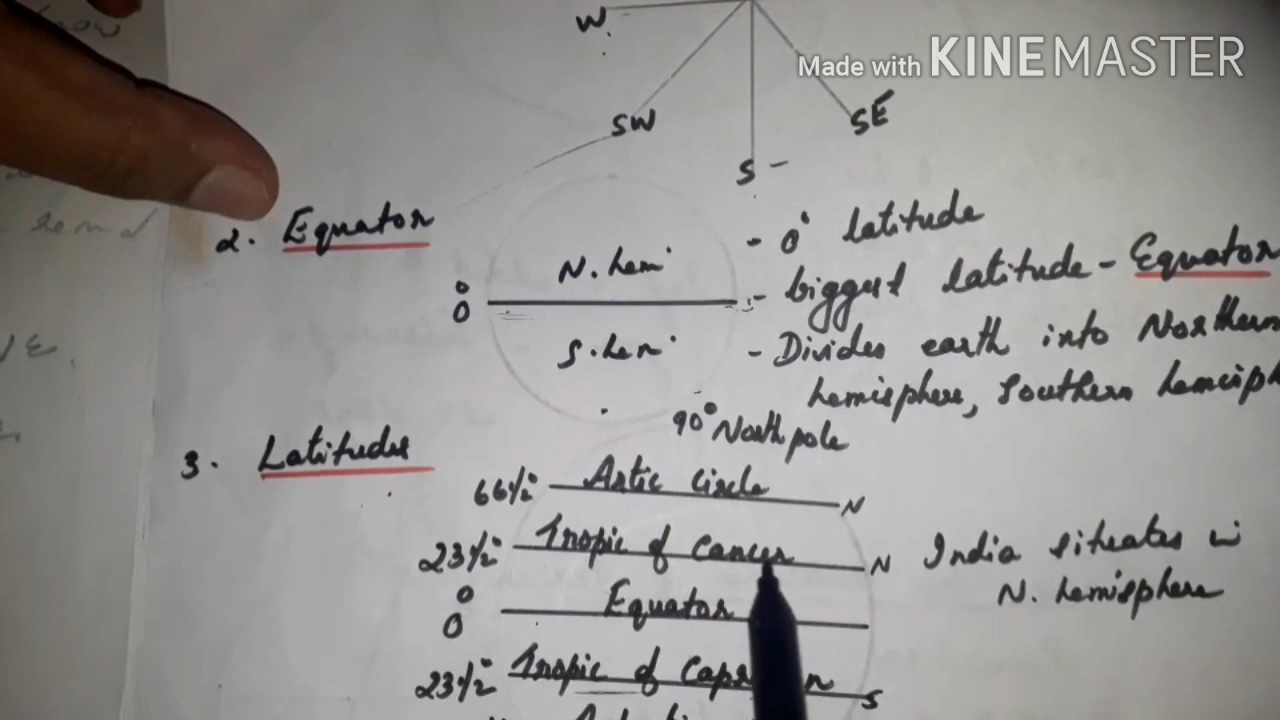 W.
Made with KINEMASTER
SW
SE
S -
2. Equator
N. hemi
0°
S. hem
- 0° latitude
- biggest latitude - Equator
- Divides earth into Northern
hemisphere, Southern hemisph
3. Latitudes
90° North pole
66½° Artic circle N
23½° Tropic of Cancer N
India situates in
N. hemisphere
0° Equator
23½° Tropic of Capr n S